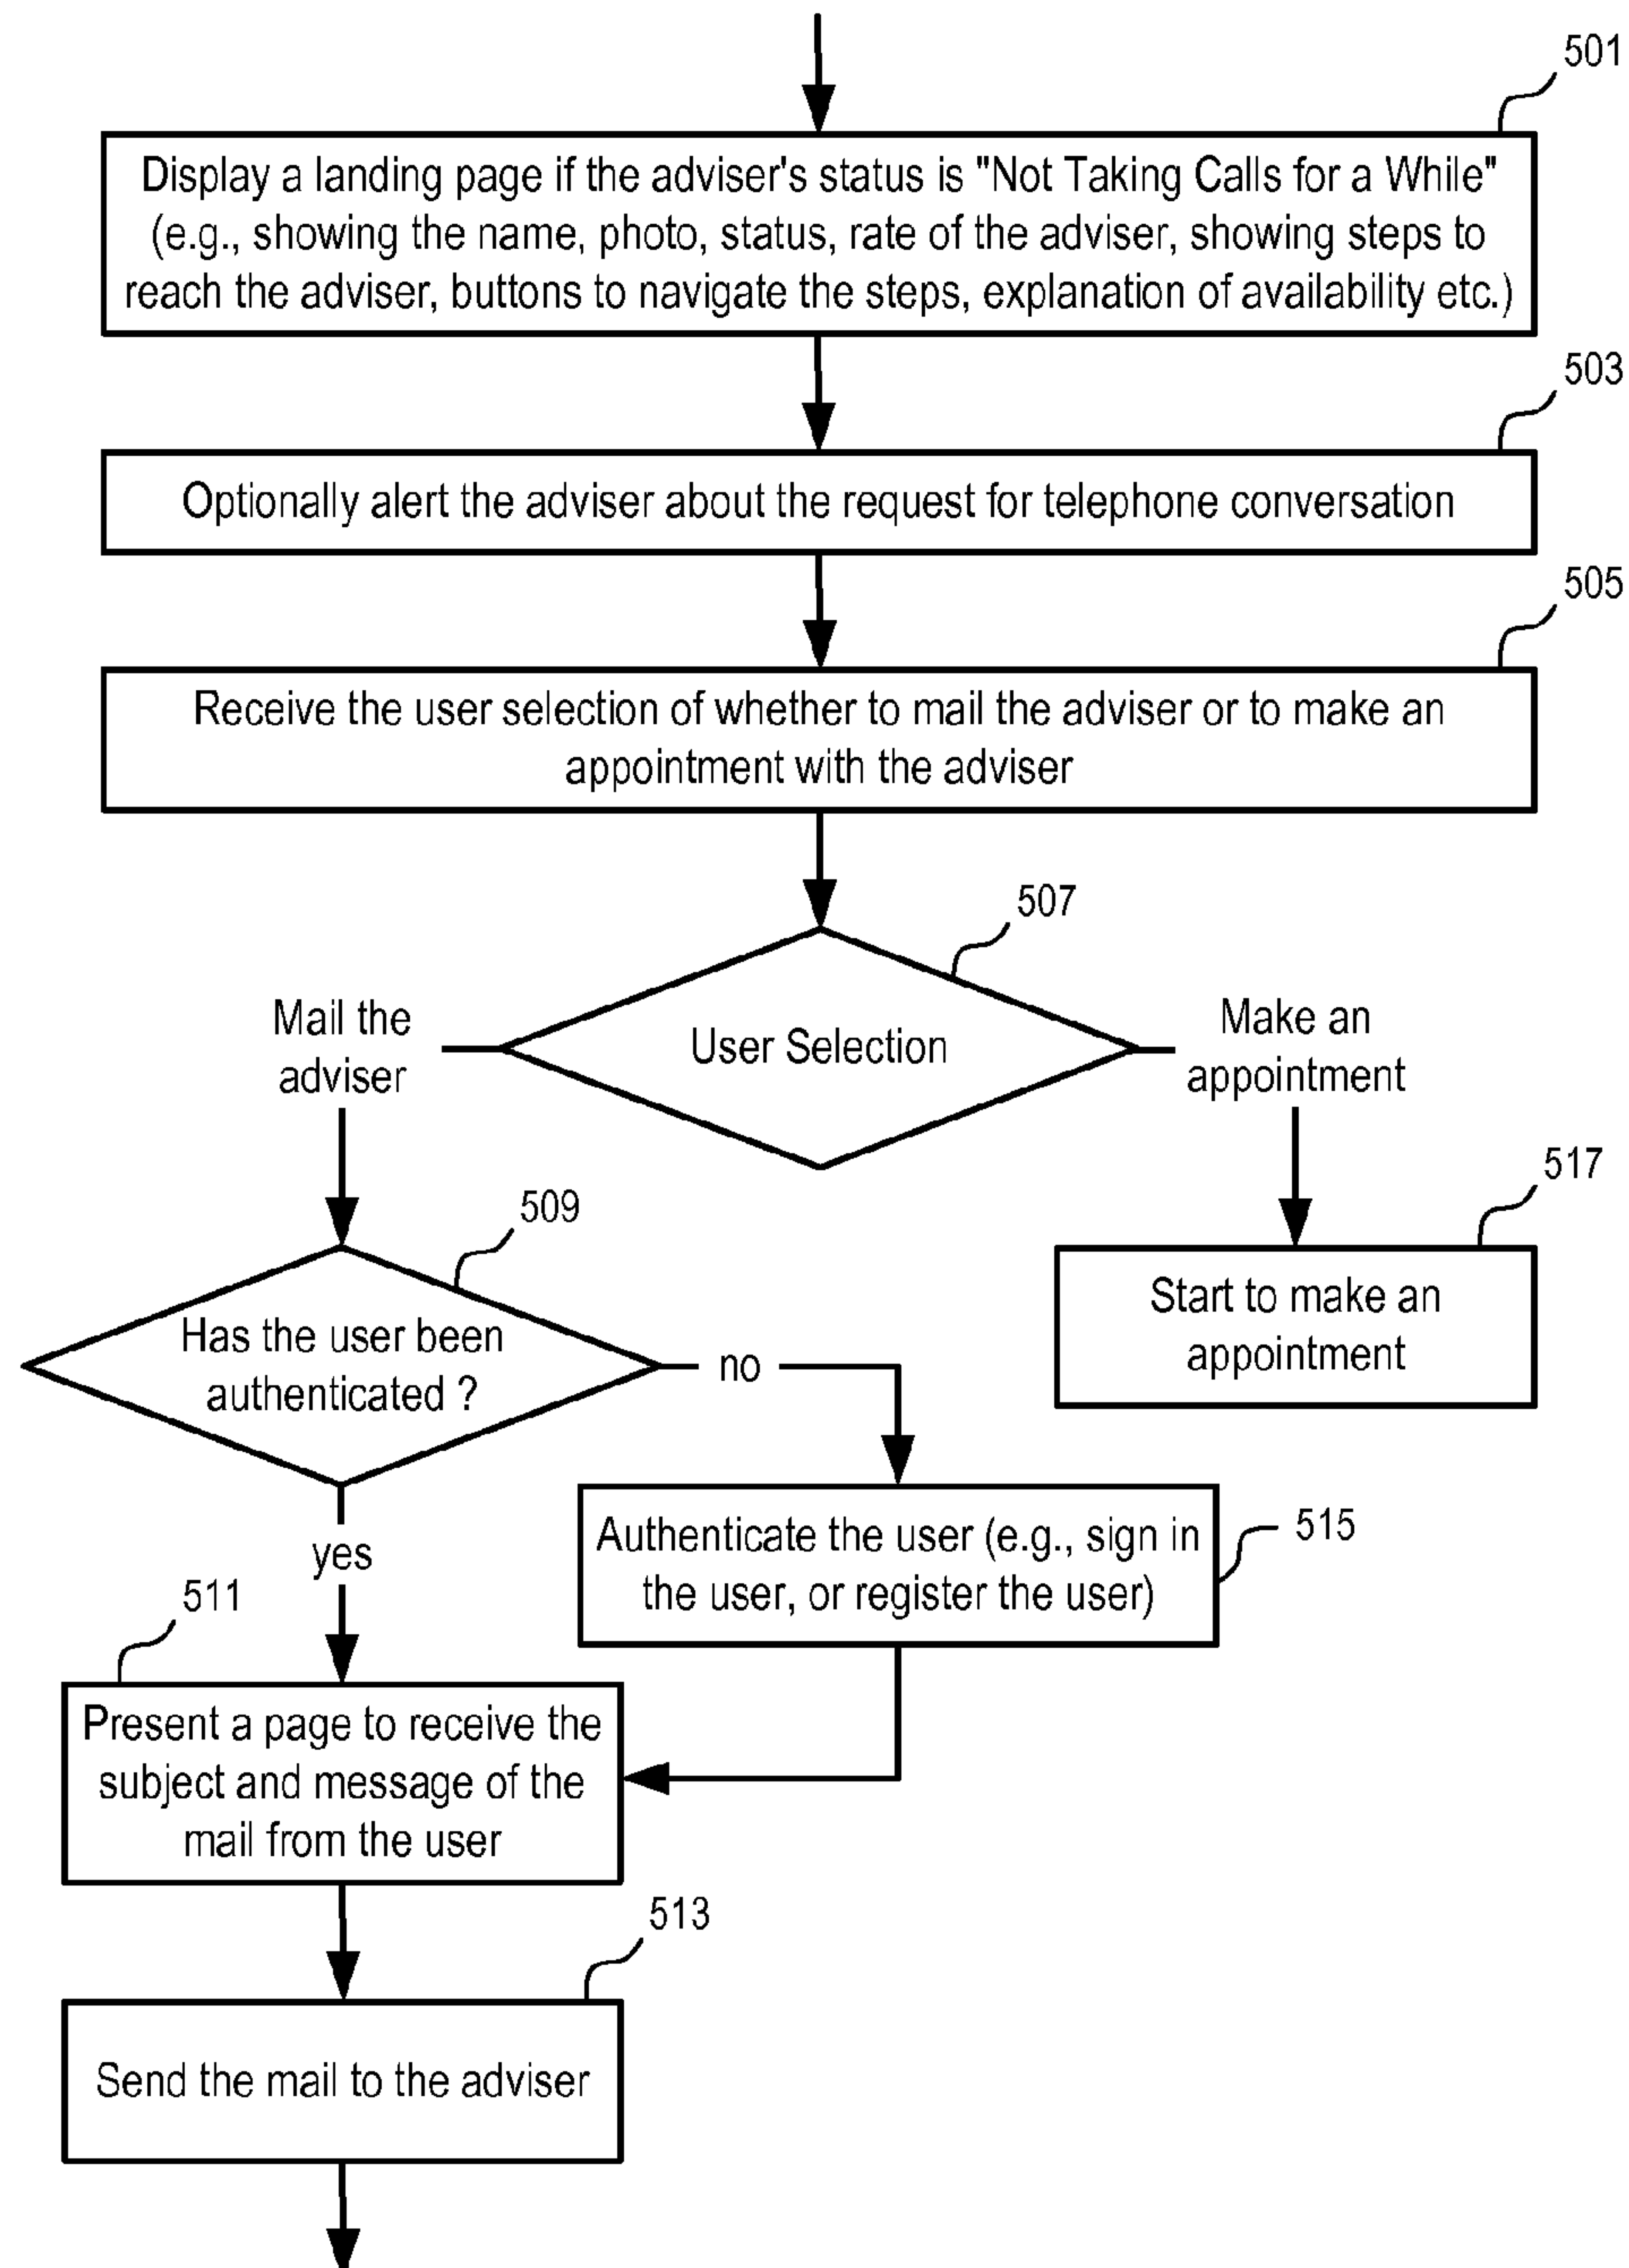 501
Display a landing page if the adviser's status is "Not Taking Calls for a While"
(e.g., showing the name, photo, status, rate of the adviser, showing steps to
reach the adviser, buttons to navigate the steps, explanation of availability etc.)
503
Optionally alert the adviser about the request for telephone conversation
505
Receive the user selection of whether to mail the adviser or to make an
appointment with the adviser
507
User Selection
Mail the
adviser
Make an
appointment
517
Start to make an
appointment
509
Has the user been
authenticated ?
no
yes
515
Authenticate the user (e.g., sign in
the user, or register the user)
511
Present a page to receive the
subject and message of the
mail from the user
513
Send the mail to the adviser